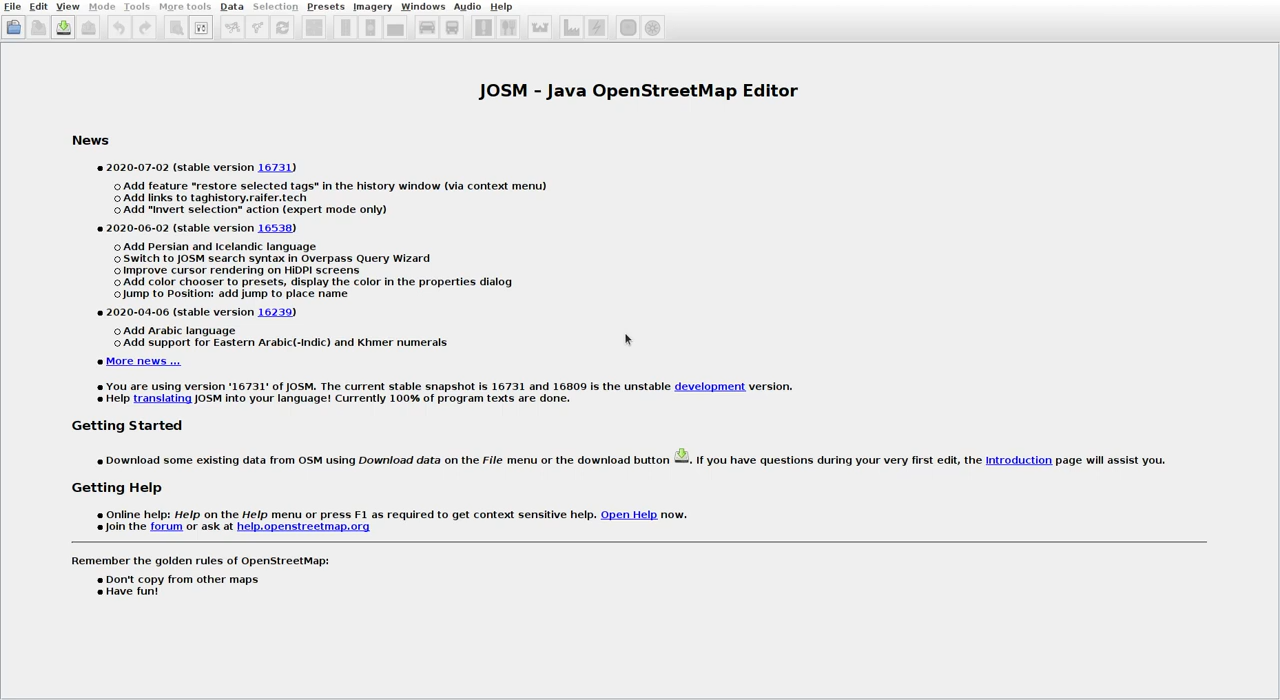 File Edit View Mode Tools More tools Data Selection Presets Imagery Windows Audio Help
JOSM – Java OpenStreetMap Editor
News
2020-07-02 (stable version 16731)
Add feature "restore selected tags" in the history window (via context menu)
Add links to taghistory.raifer.tech
Add "Invert selection" action (expert mode only)
2020-06-02 (stable version 16538)
Add Persian and Icelandic language
Switch to JOSM search syntax in Overpass Query Wizard
Improve cursor rendering on HiDPI screens
Add color chooser to presets, display the color in the properties dialog
Jump to Position: add jump to place name
2020-04-06 (stable version 16239)
Add Arabic language
Add support for Eastern Arabic(-Indic) and Khmer numerals
More news ...
You are using version '16731' of JOSM. The current stable snapshot is 16731 and 16809 is the unstable development version.
Help translating JOSM into your language! Currently 100% of program texts are done.
Getting Started
Download some existing data from OSM using Download data on the File menu or the download button . If you have questions during your very first edit, the Introduction page will assist you.
Getting Help
Online help: Help on the Help menu or press F1 as required to get context sensitive help. Open Help now.
Join the forum or ask at help.openstreetmap.org
Remember the golden rules of OpenStreetMap:
Don't copy from other maps
Have fun!